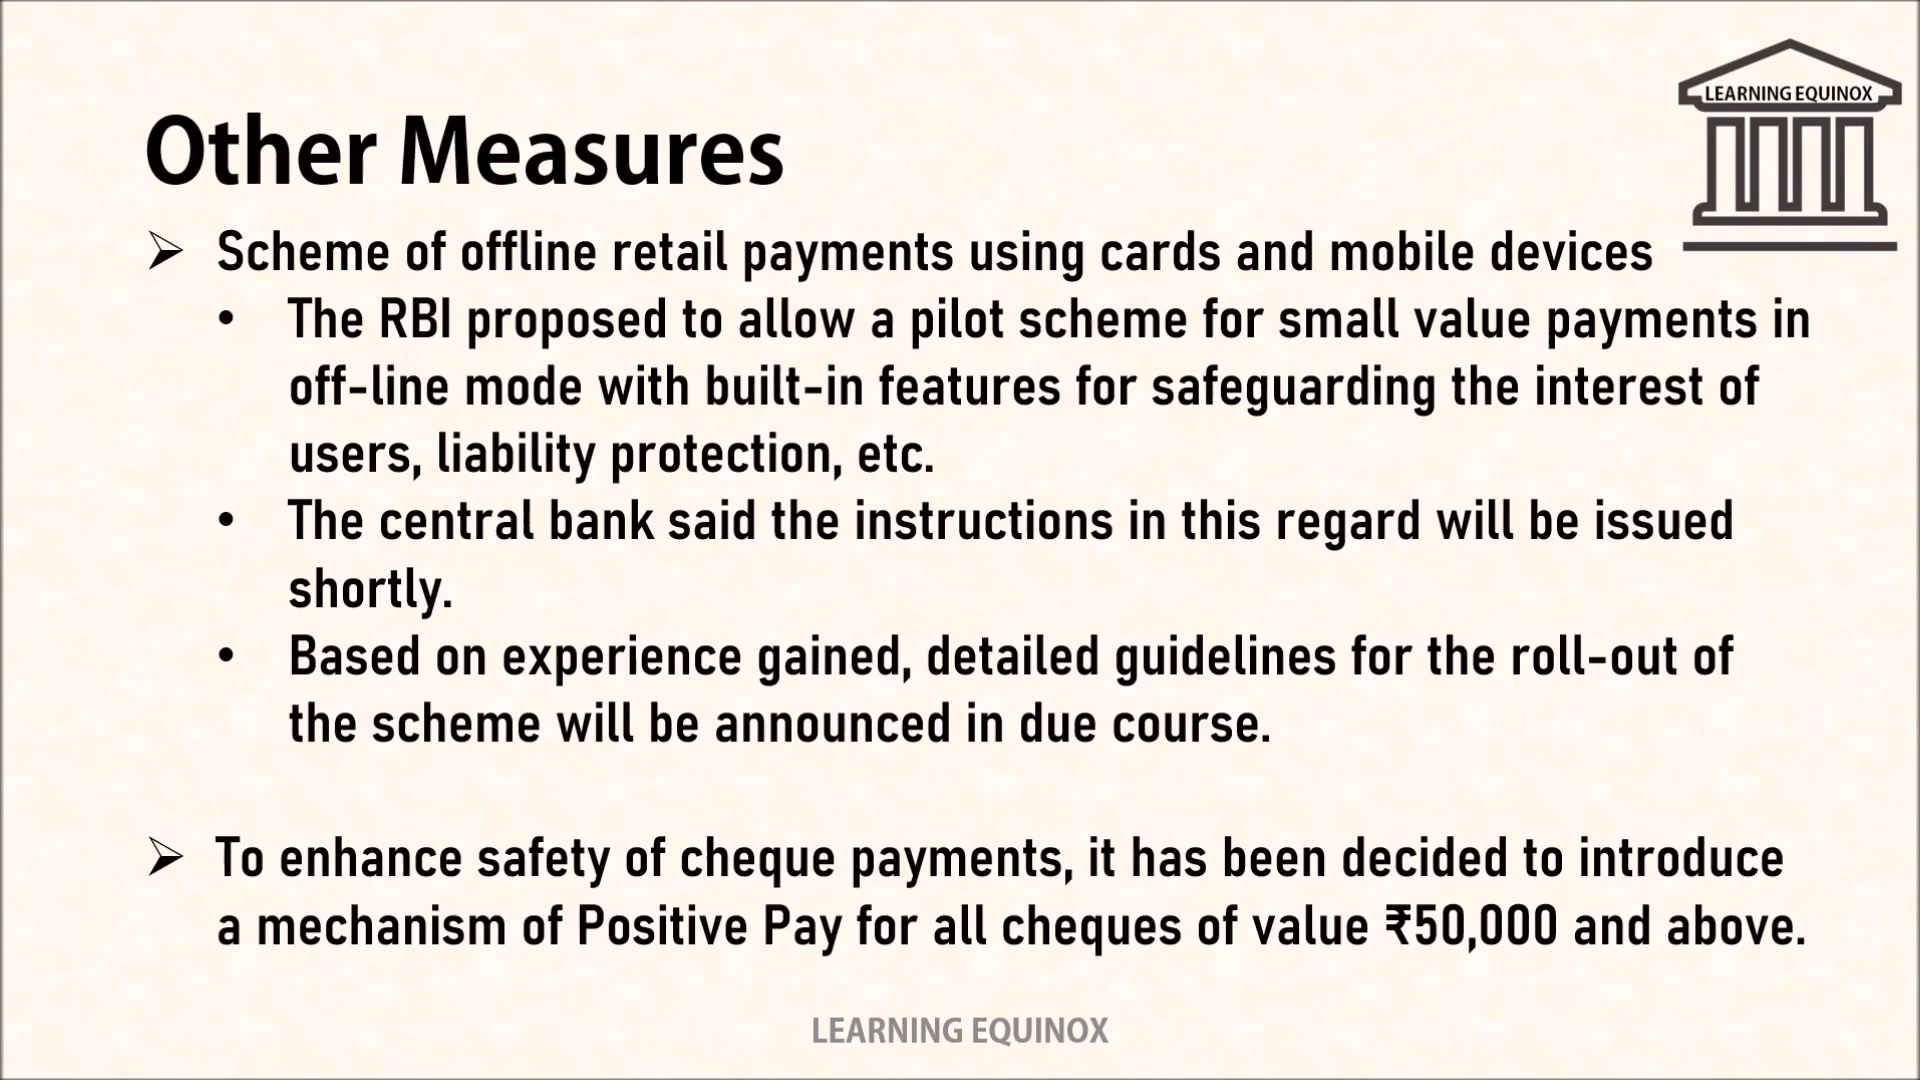 LEARNING EQUINOX
Other Measures
➢ Scheme of offline retail payments using cards and mobile devices
• The RBI proposed to allow a pilot scheme for small value payments in
off-line mode with built-in features for safeguarding the interest of
users, liability protection, etc.
• The central bank said the instructions in this regard will be issued
shortly.
• Based on experience gained, detailed guidelines for the roll-out of
the scheme will be announced in due course.
➢ To enhance safety of cheque payments, it has been decided to introduce
a mechanism of Positive Pay for all cheques of value ₹50,000 and above.
LEARNING EQUINOX